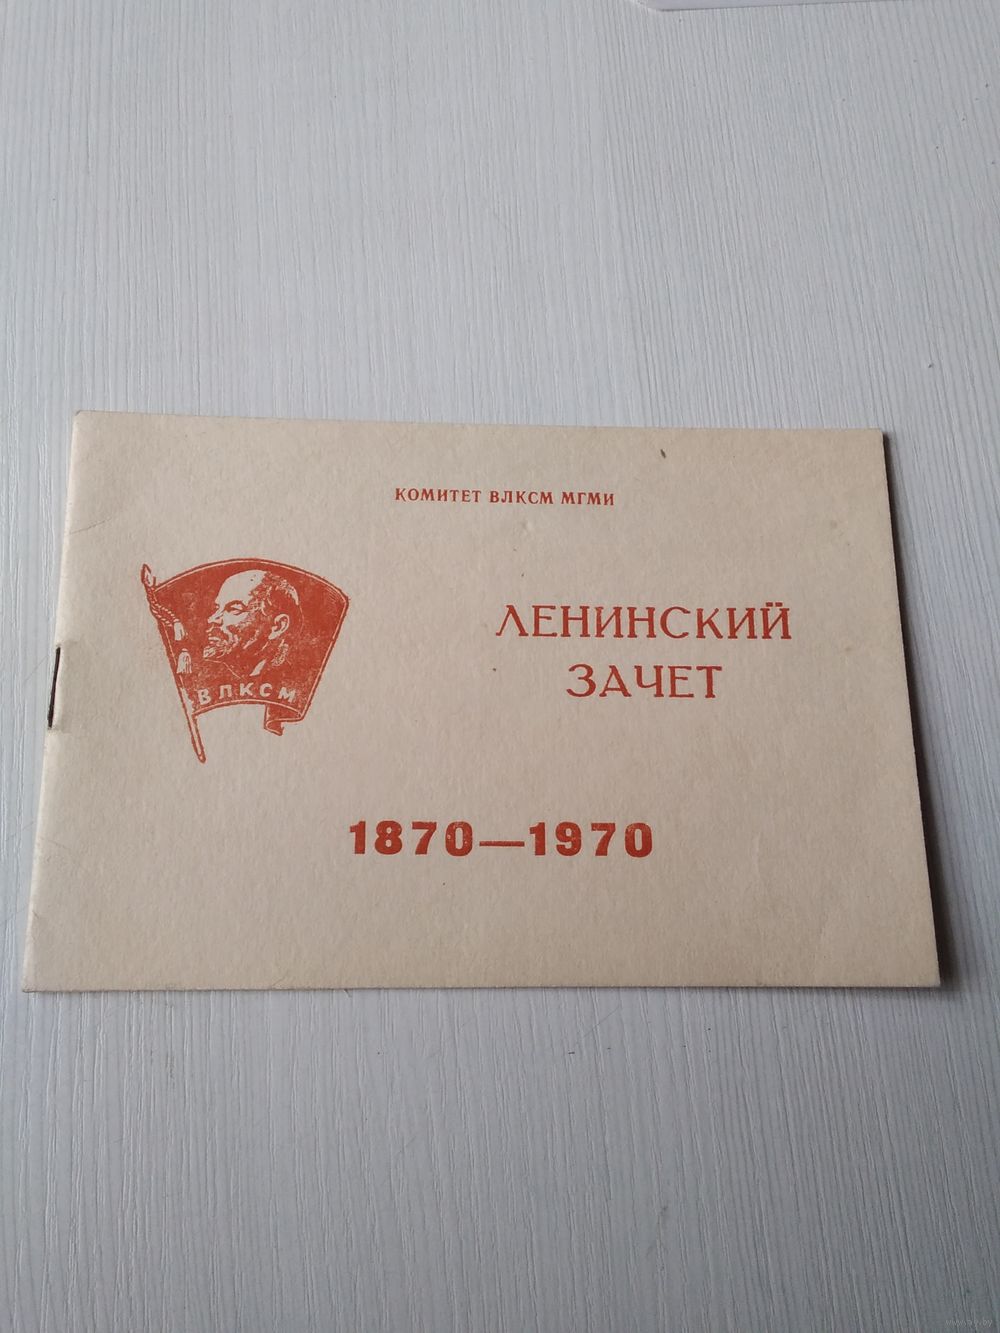 КОМИТЕТ ВЛКСМ МГМИ
ЛЕНИНСКИЙ
ЗАЧЕТ
ВЛКСМ
1870—1970